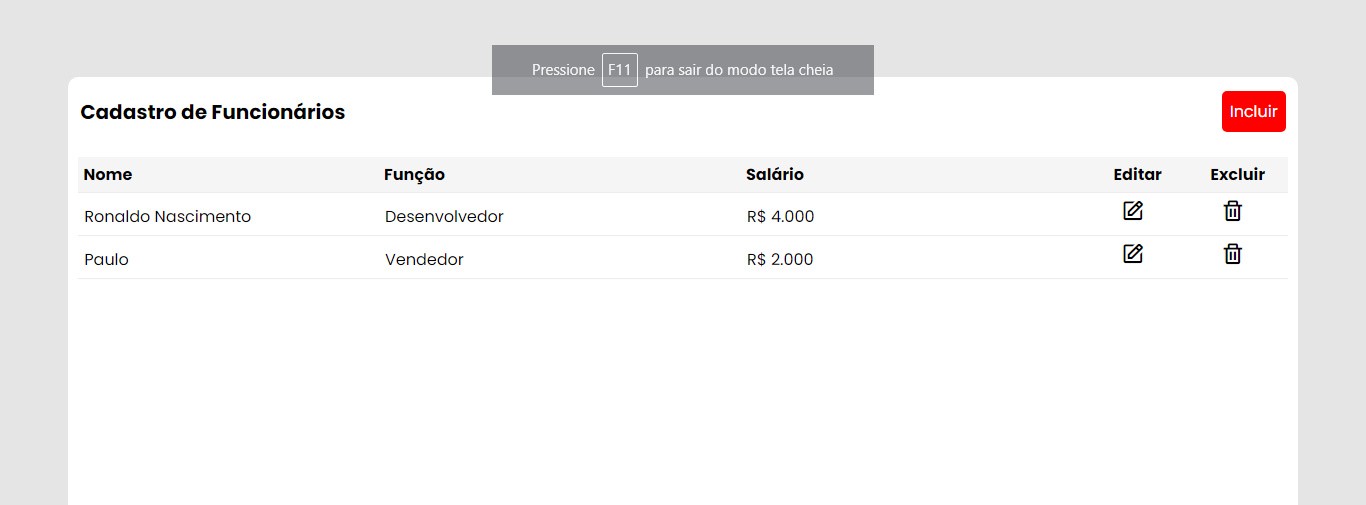 Pressione F11 para sair do modo tela cheia
Cadastro de Funcionários Incluir
Nome Função Salário Editar Excluir
Ronaldo Nascimento Desenvolvedor R$ 4.000
Paulo Vendedor R$ 2.000